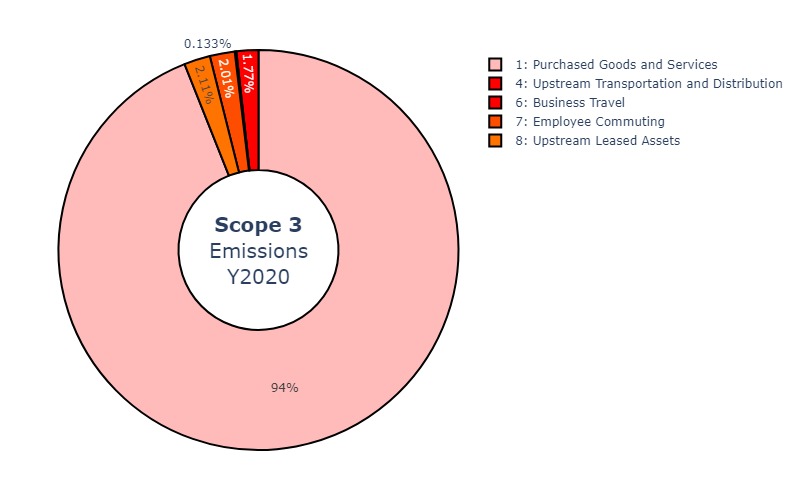 0.133%
2.11%
2.01%
1.77%
1: Purchased Goods and Services
4: Upstream Transportation and Distribution
6: Business Travel
7: Employee Commuting
8: Upstream Leased Assets
Scope 3
Emissions
Y2020
94%